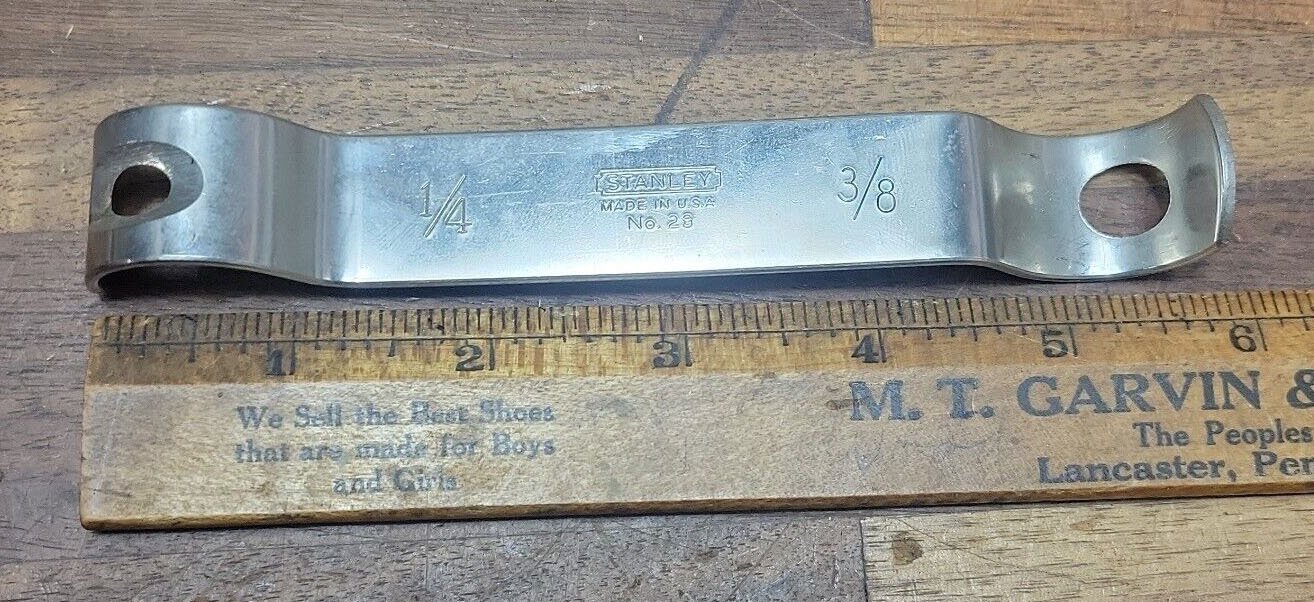 STANLEY
MADE IN U.S.A
No. 28
1/4
3/8
1 2 3 4 5 6
We Sell the Best Shoes
that are made for Boys
and Girls
M. T. GARVIN &
The Peoples
Lancaster, Pen